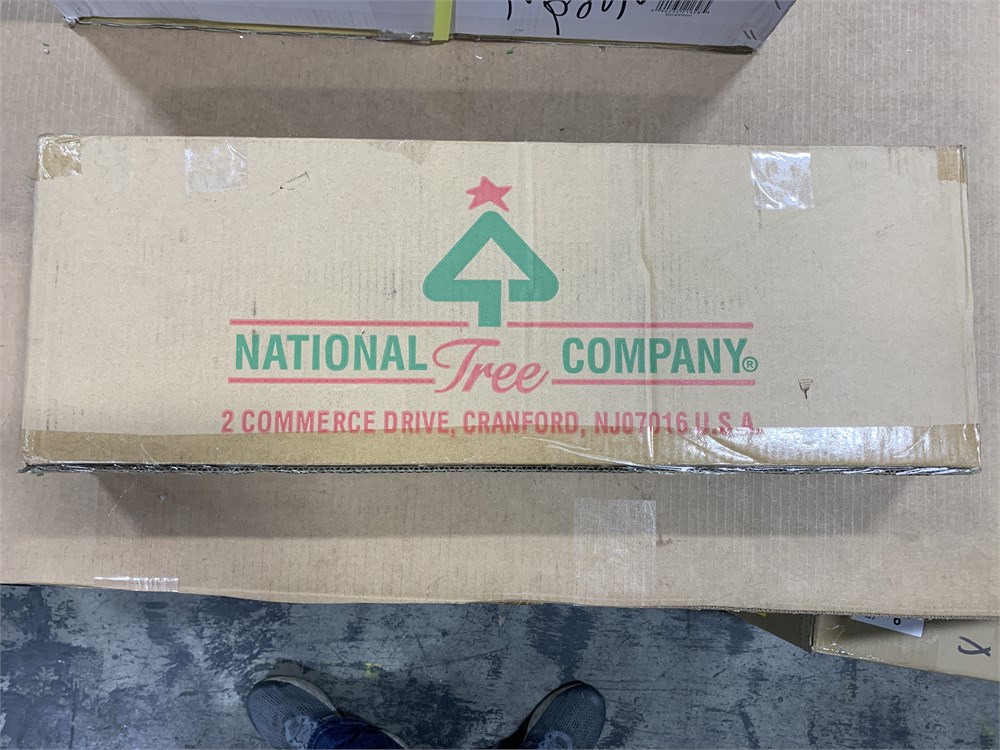 NATIONAL Tree COMPANY®
2 COMMERCE DRIVE, CRANFORD, NJ07016 U.S.A.